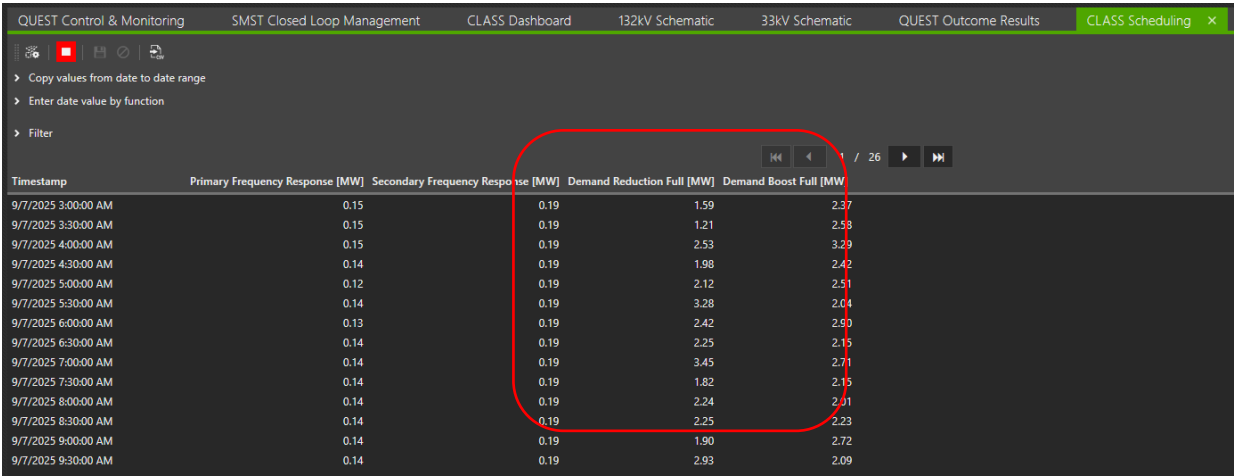 QUEST Control & Monitoring SMST Closed Loop Management CLASS Dashboard 132kV Schematic 33kV Schematic QUEST Outcome Results CLASS Scheduling ×
Copy values from date to date range
Enter date value by function
Filter
1 / 26
Timestamp Primary Frequency Response [MW] Secondary Frequency Response [MW] Demand Reduction Full [MW] Demand Boost Full [MW]
9/7/2025 3:00:00 AM 0.15 0.19 1.59 2.37
9/7/2025 3:30:00 AM 0.15 0.19 1.21 2.58
9/7/2025 4:00:00 AM 0.15 0.19 2.53 3.29
9/7/2025 4:30:00 AM 0.14 0.19 1.98 2.42
9/7/2025 5:00:00 AM 0.12 0.19 2.12 2.51
9/7/2025 5:30:00 AM 0.14 0.19 3.28 2.04
9/7/2025 6:00:00 AM 0.13 0.19 2.42 2.90
9/7/2025 6:30:00 AM 0.14 0.19 2.25 2.15
9/7/2025 7:00:00 AM 0.14 0.19 3.45 2.71
9/7/2025 7:30:00 AM 0.14 0.19 1.82 2.15
9/7/2025 8:00:00 AM 0.14 0.19 2.24 2.01
9/7/2025 8:30:00 AM 0.14 0.19 2.25 2.23
9/7/2025 9:00:00 AM 0.14 0.19 1.90 2.72
9/7/2025 9:30:00 AM 0.14 0.19 2.93 2.09